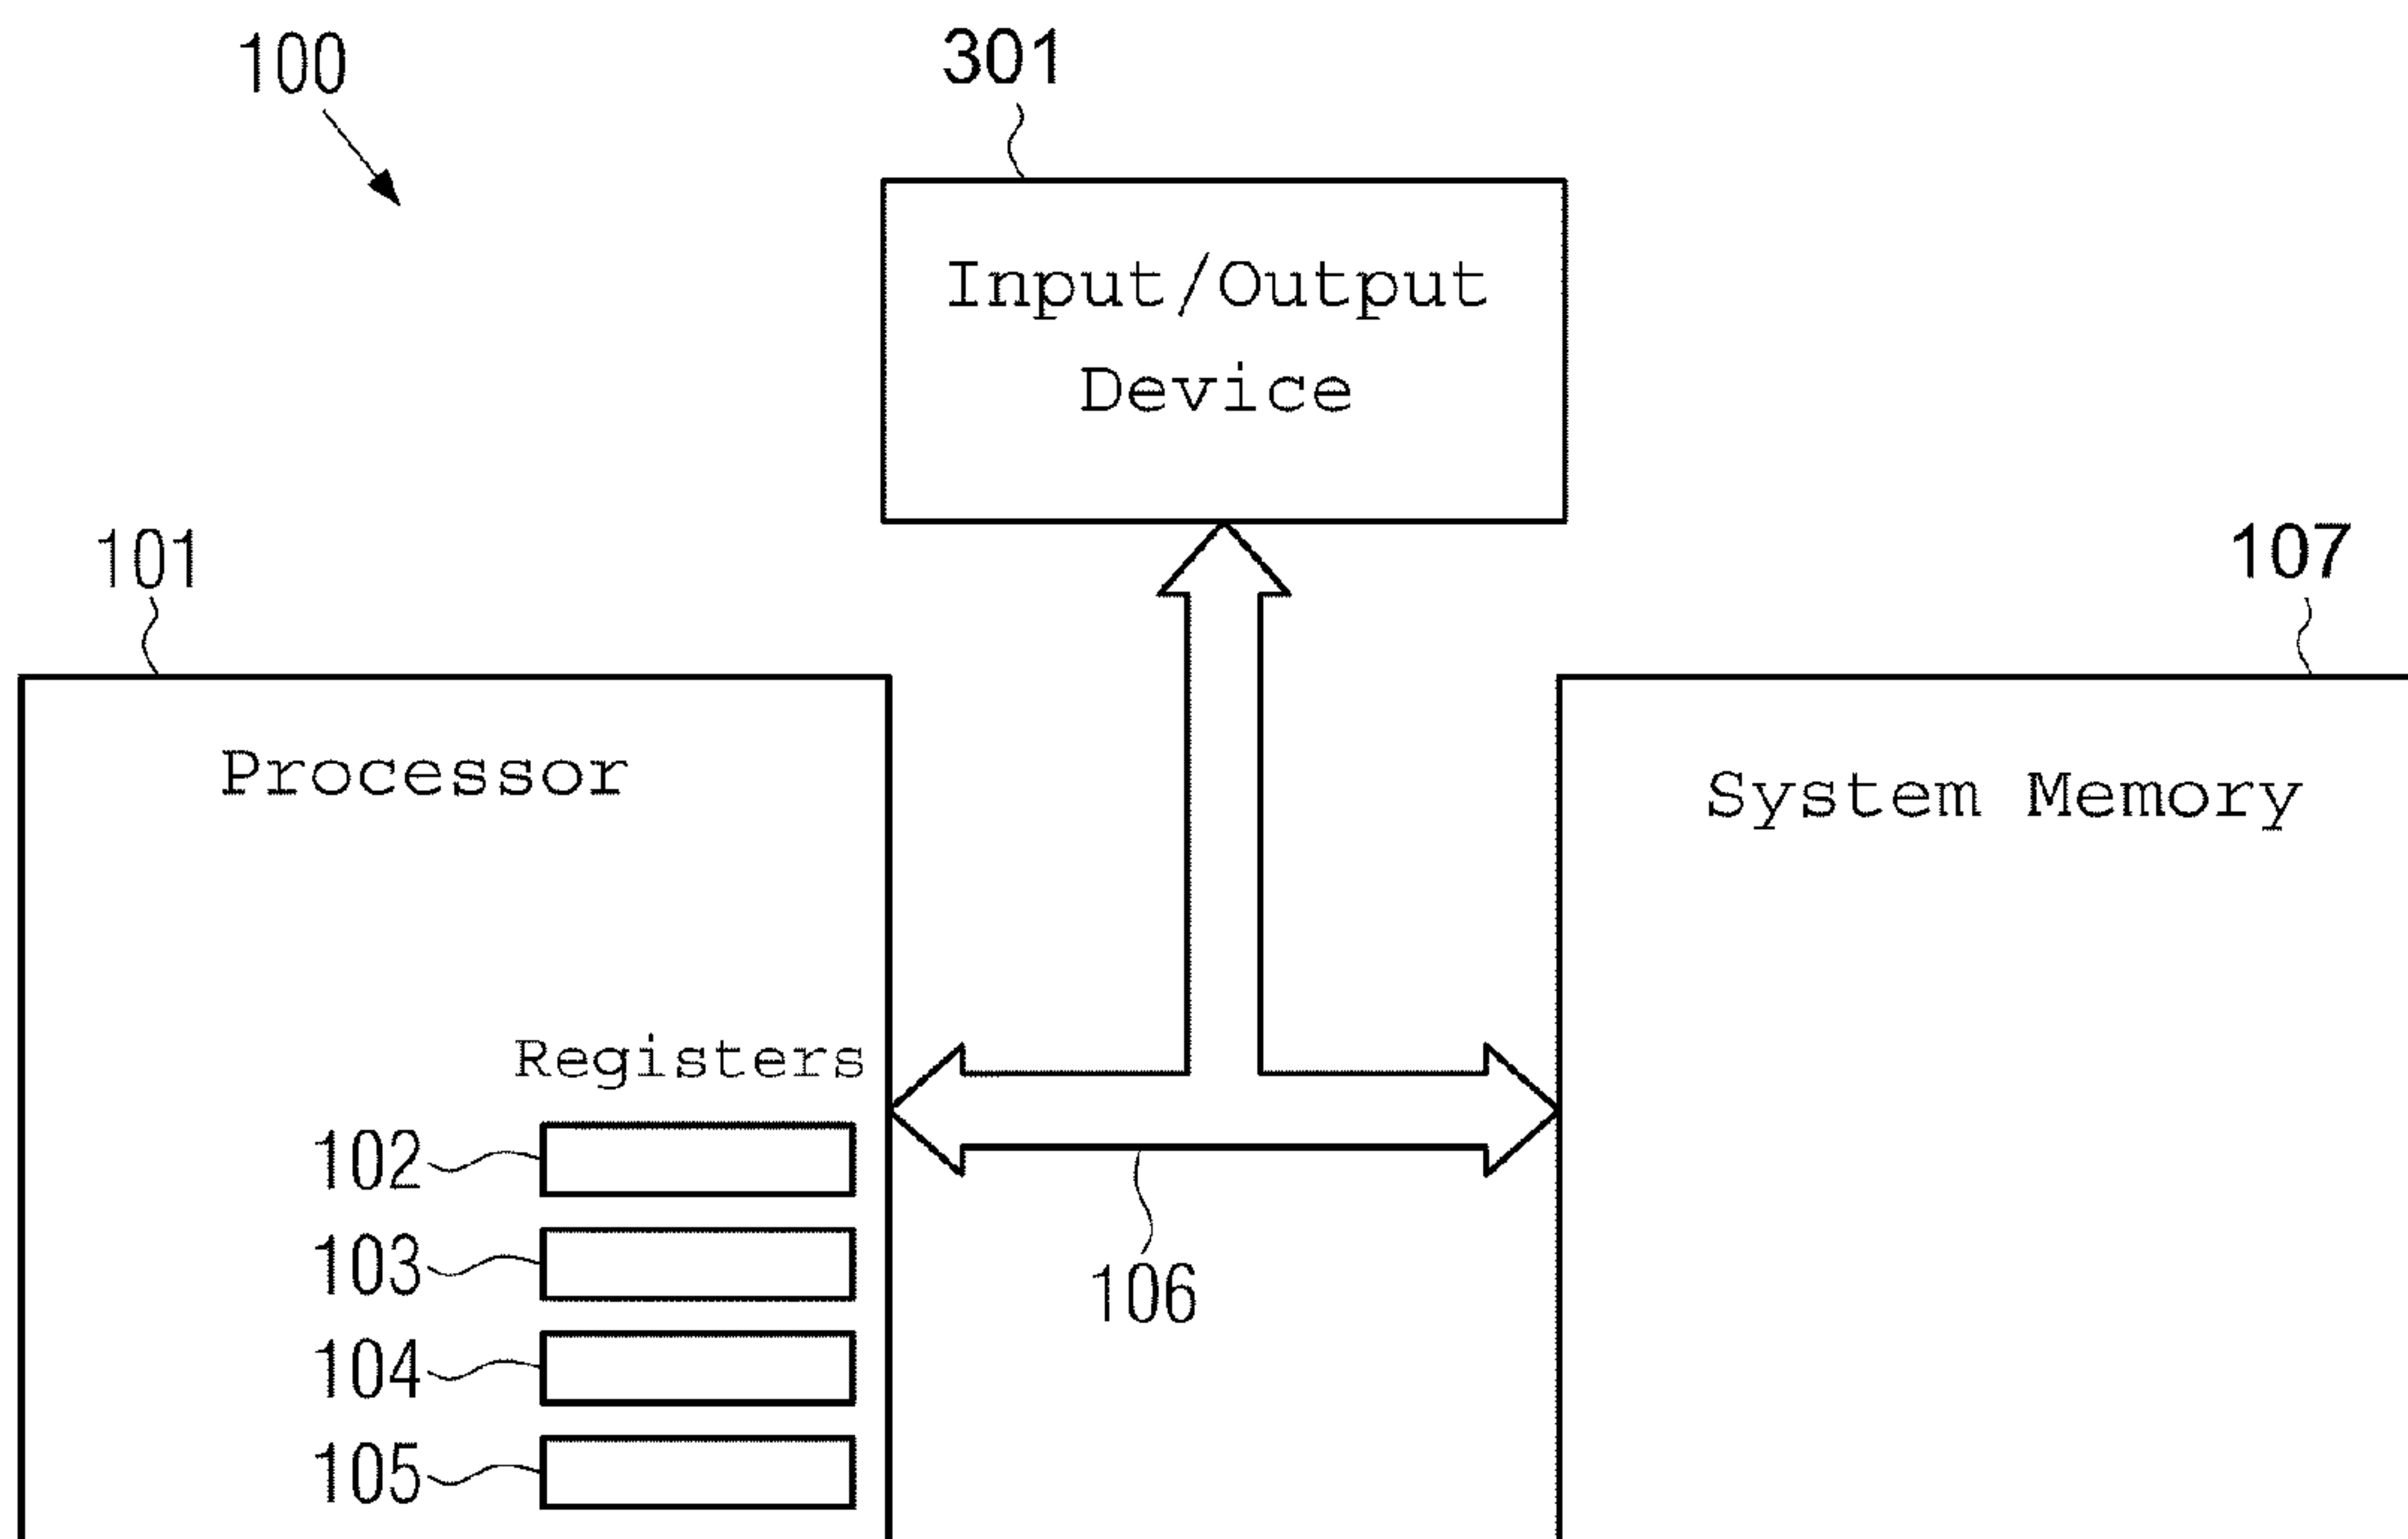 100
301
Input/Output
Device
101
107
Processor
System Memory
Registers
102
103
106
104
105